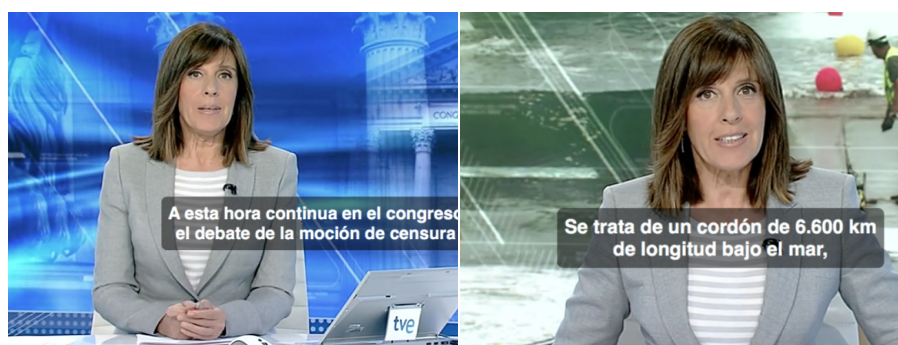 CONG
A esta hora continua en el congreso
el debate de la moción de censura
tve
Se trata de un cordón de 6.600 km
de longitud bajo el mar,